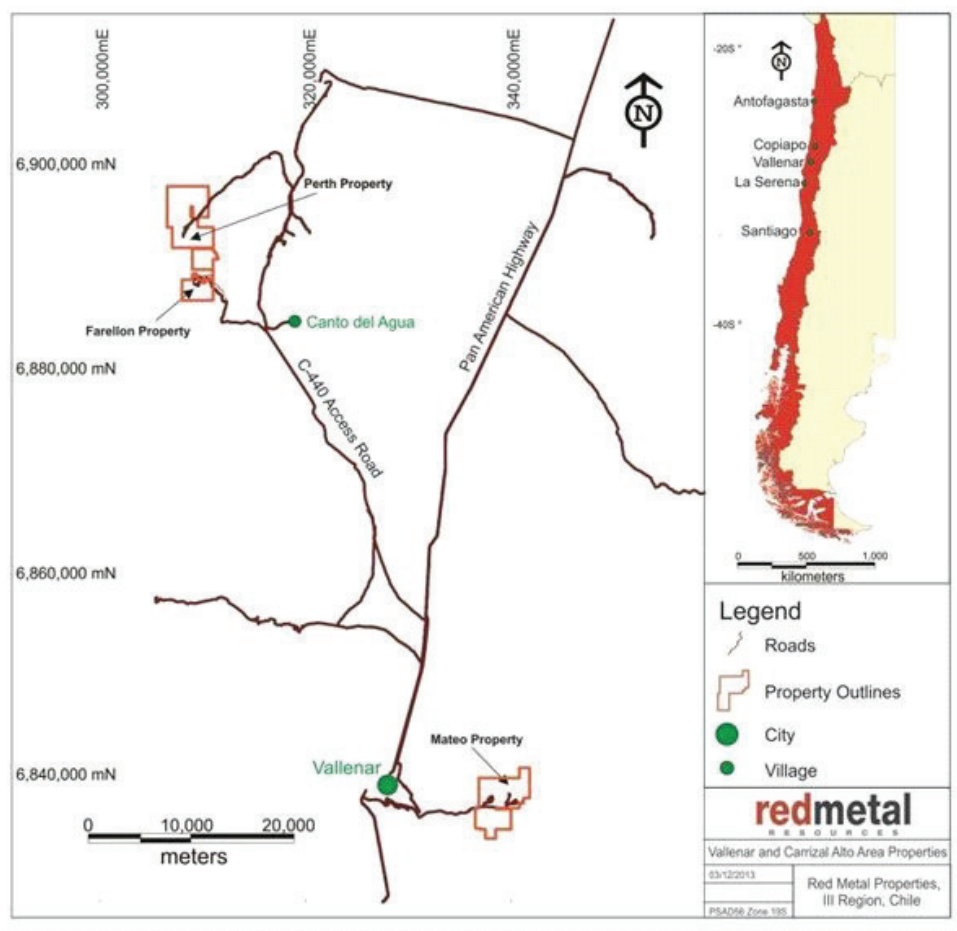 300,000mE
320,000mE
340,000mE
6,900,000 mN
6,880,000 mN
6,860,000 mN
6,840,000 mN
N
Perth Property
Farellon Property
Canto del Agua
C-440 Access Road
Pan American Highway
Vallenar
Mateo Property
0 10,000 20,000
meters
-20S °
N
Antofagasta
Copiapo
Vallenar
La Serena
Santiago
-40S °
0 500 1,000
kilometers
Legend
Roads
Property Outlines
City
Village
redmetal
RESOURCES
Vallenar and Carrizal Alto Area Properties
03/12/2013
Red Metal Properties,
III Region, Chile
PSAD56 Zone 19S